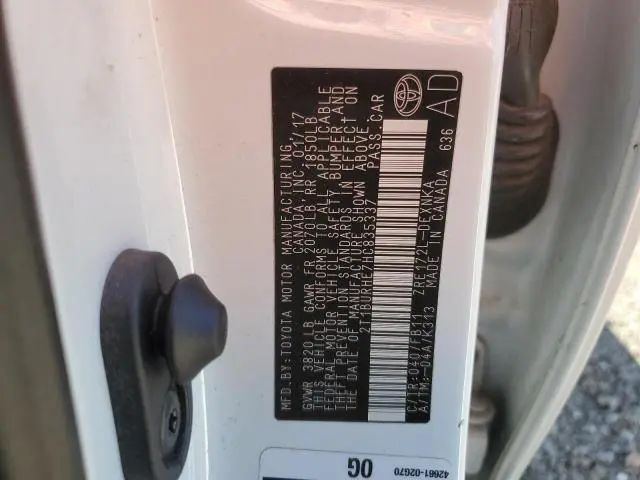 MFD.BY:TOYOTA MOTOR MANUFACTURING
CANADA, INC. 01/17
GVWR 3820LB GAWR FR 2070LB RR 1850LB
THIS VEHICLE CONFORMS TO ALL APPLICABLE
FEDERAL MOTOR VEHICLE SAFETY, BUMPER, AND
THEFT PREVENTION STANDARDS IN EFFECT ON
THE DATE OF MANUFACTURE SHOWN ABOVE.
2T1BURHE7HC835337 PASS.CAR
C/TR:040/FB11 ZRE172L-DEXNKA
A/TM:-04A/K313 MADE IN CANADA 636
AD
42661-02G70
0G